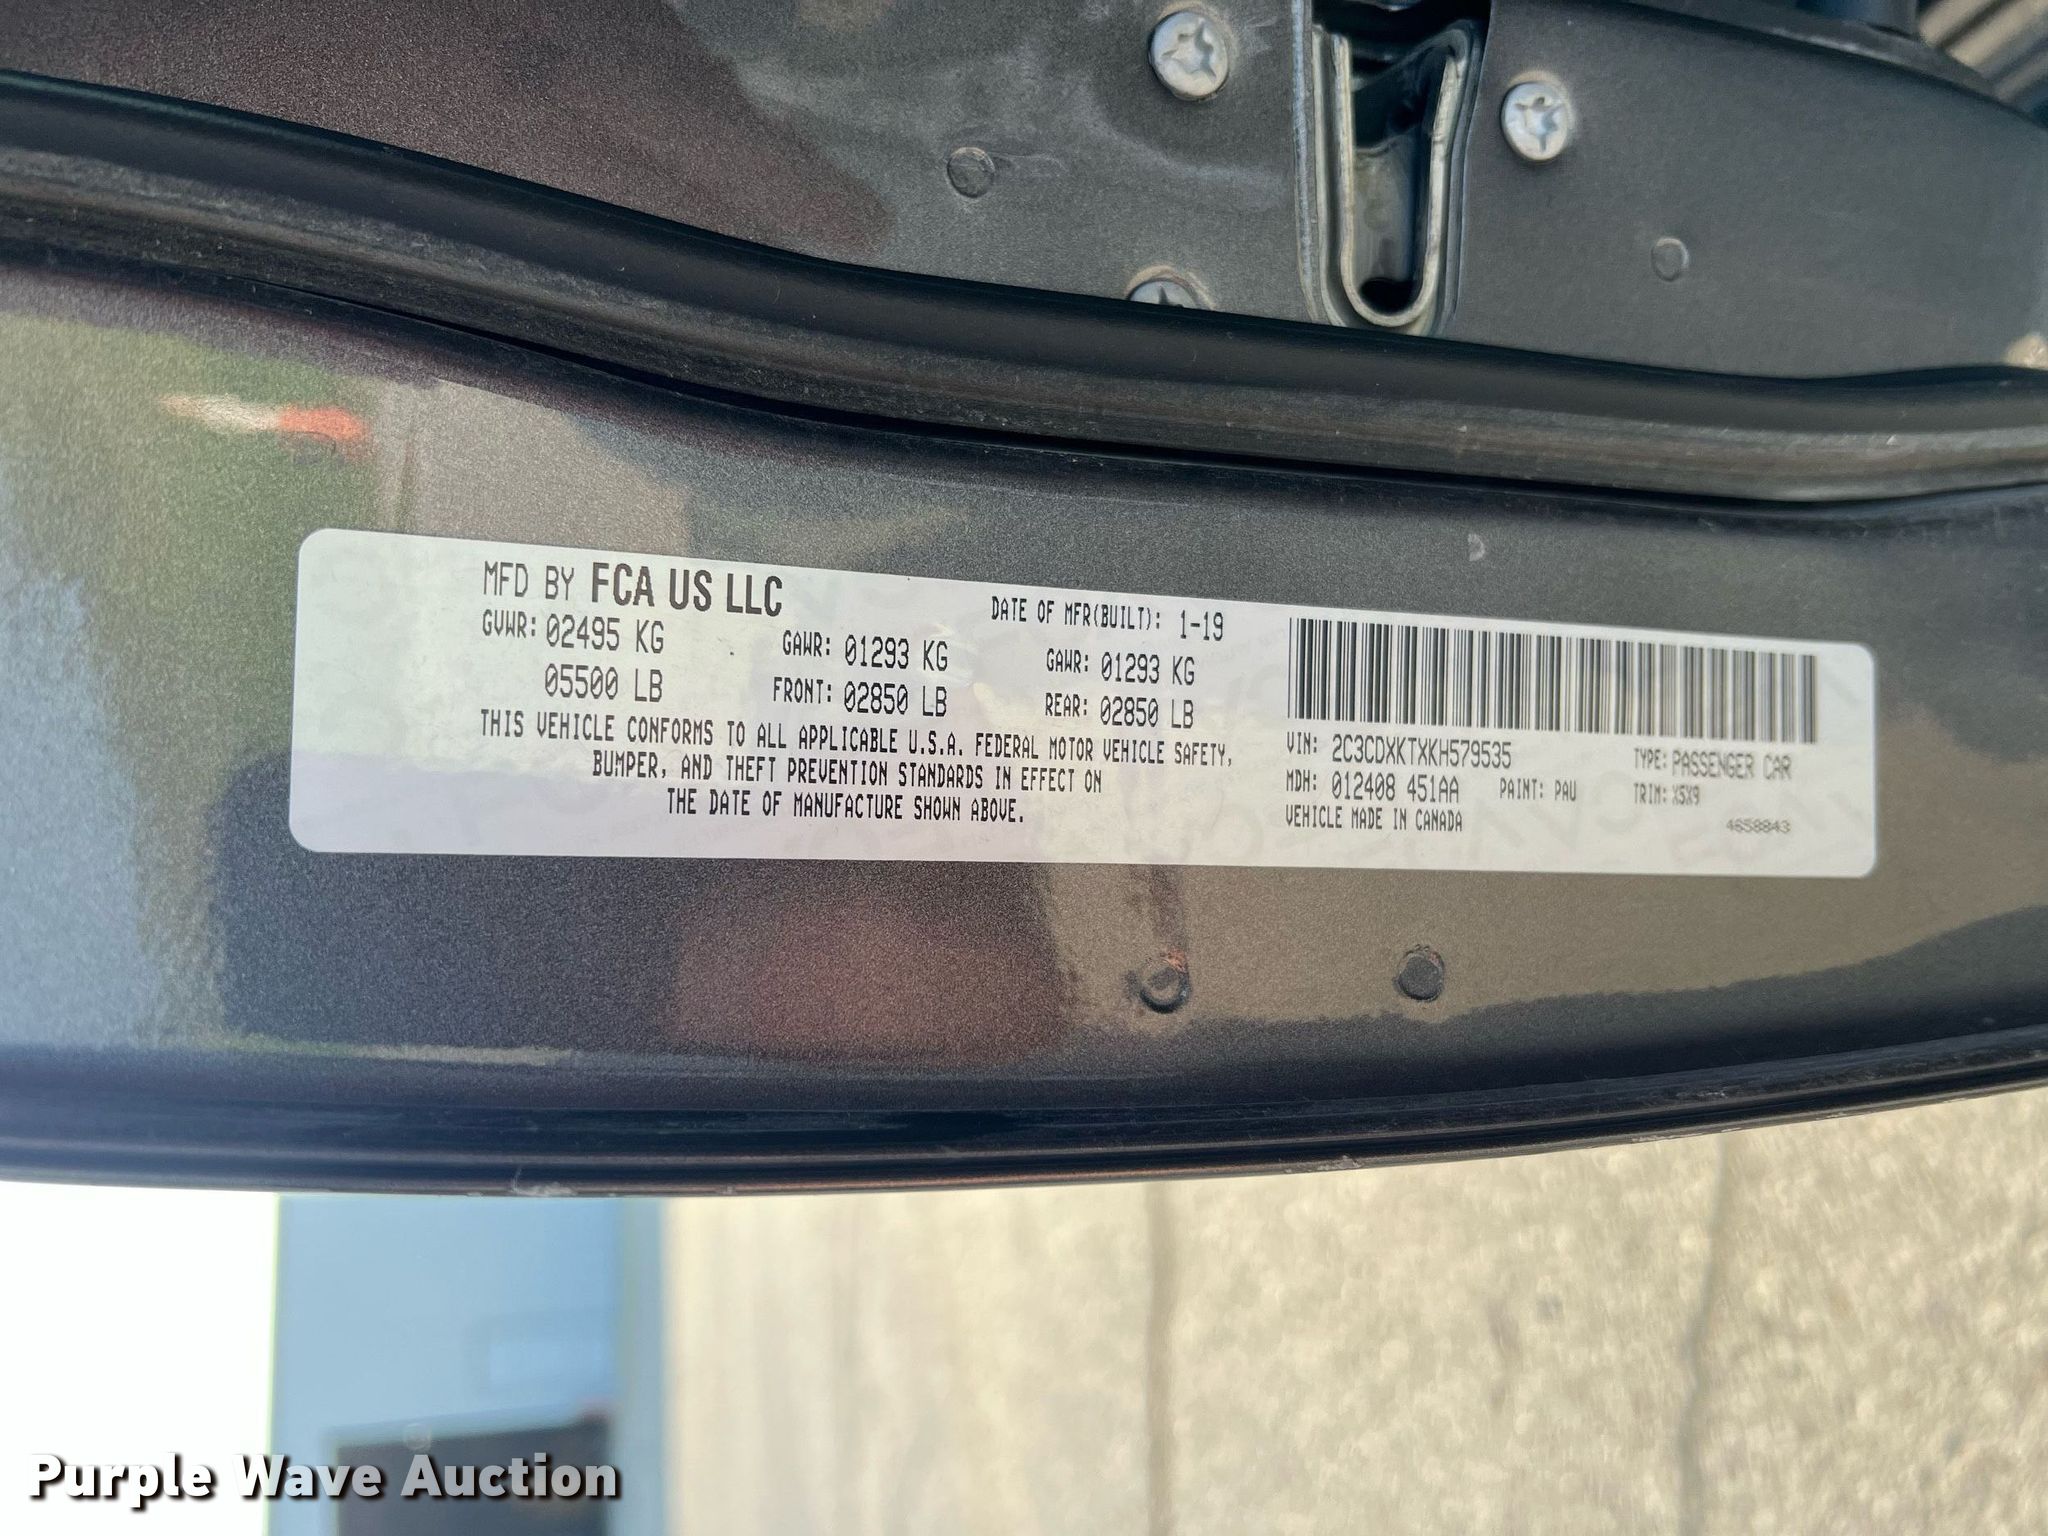 MFD BY FCA US LLC
DATE OF MFR(BUILT): 1-19
GVWR: 02495 KG GAWR: 01293 KG GAWR: 01293 KG
05500 LB FRONT: 02850 LB REAR: 02850 LB
THIS VEHICLE CONFORMS TO ALL APPLICABLE U.S.A. FEDERAL MOTOR VEHICLE SAFETY,
BUMPER, AND THEFT PREVENTION STANDARDS IN EFFECT ON
THE DATE OF MANUFACTURE SHOWN ABOVE.
VIN: 2C3CDXKTXKH579535 TYPE: PASSENGER CAR
MDH: 012408 451AA PAINT: PAU TRIM: X5X9
VEHICLE MADE IN CANADA 4658843
Purple Wave Auction